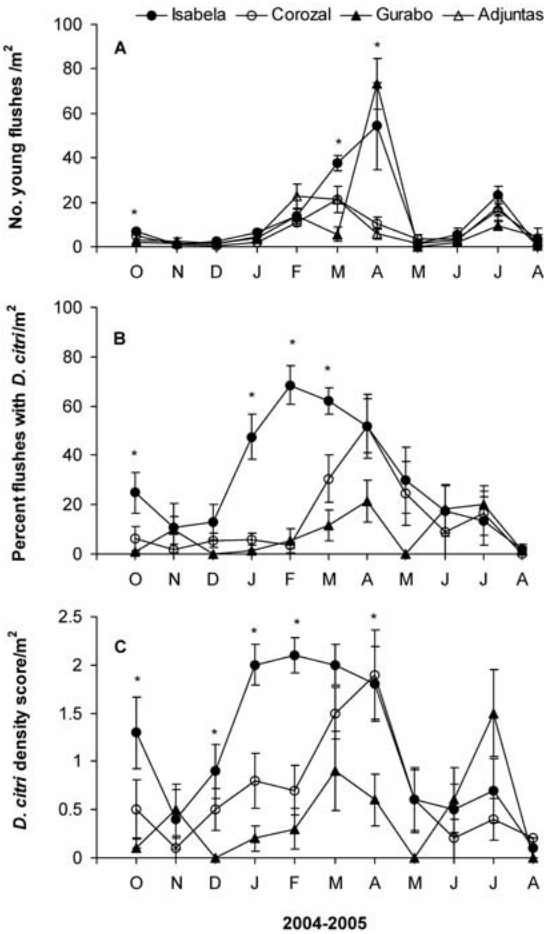 Isabela Corozal Gurabo Adjuntas
No. young flushes /m²
A
100
80
60
40
20
0
* * *
O N D J F M A M J J A
Percent flushes with D. citri/m²
B
100
80
60
40
20
0
* * * *
O N D J F M A M J J A
D. citri density score/m²
C
2.5
2
1.5
1
0.5
0
* * * * *
O N D J F M A M J J A
2004-2005